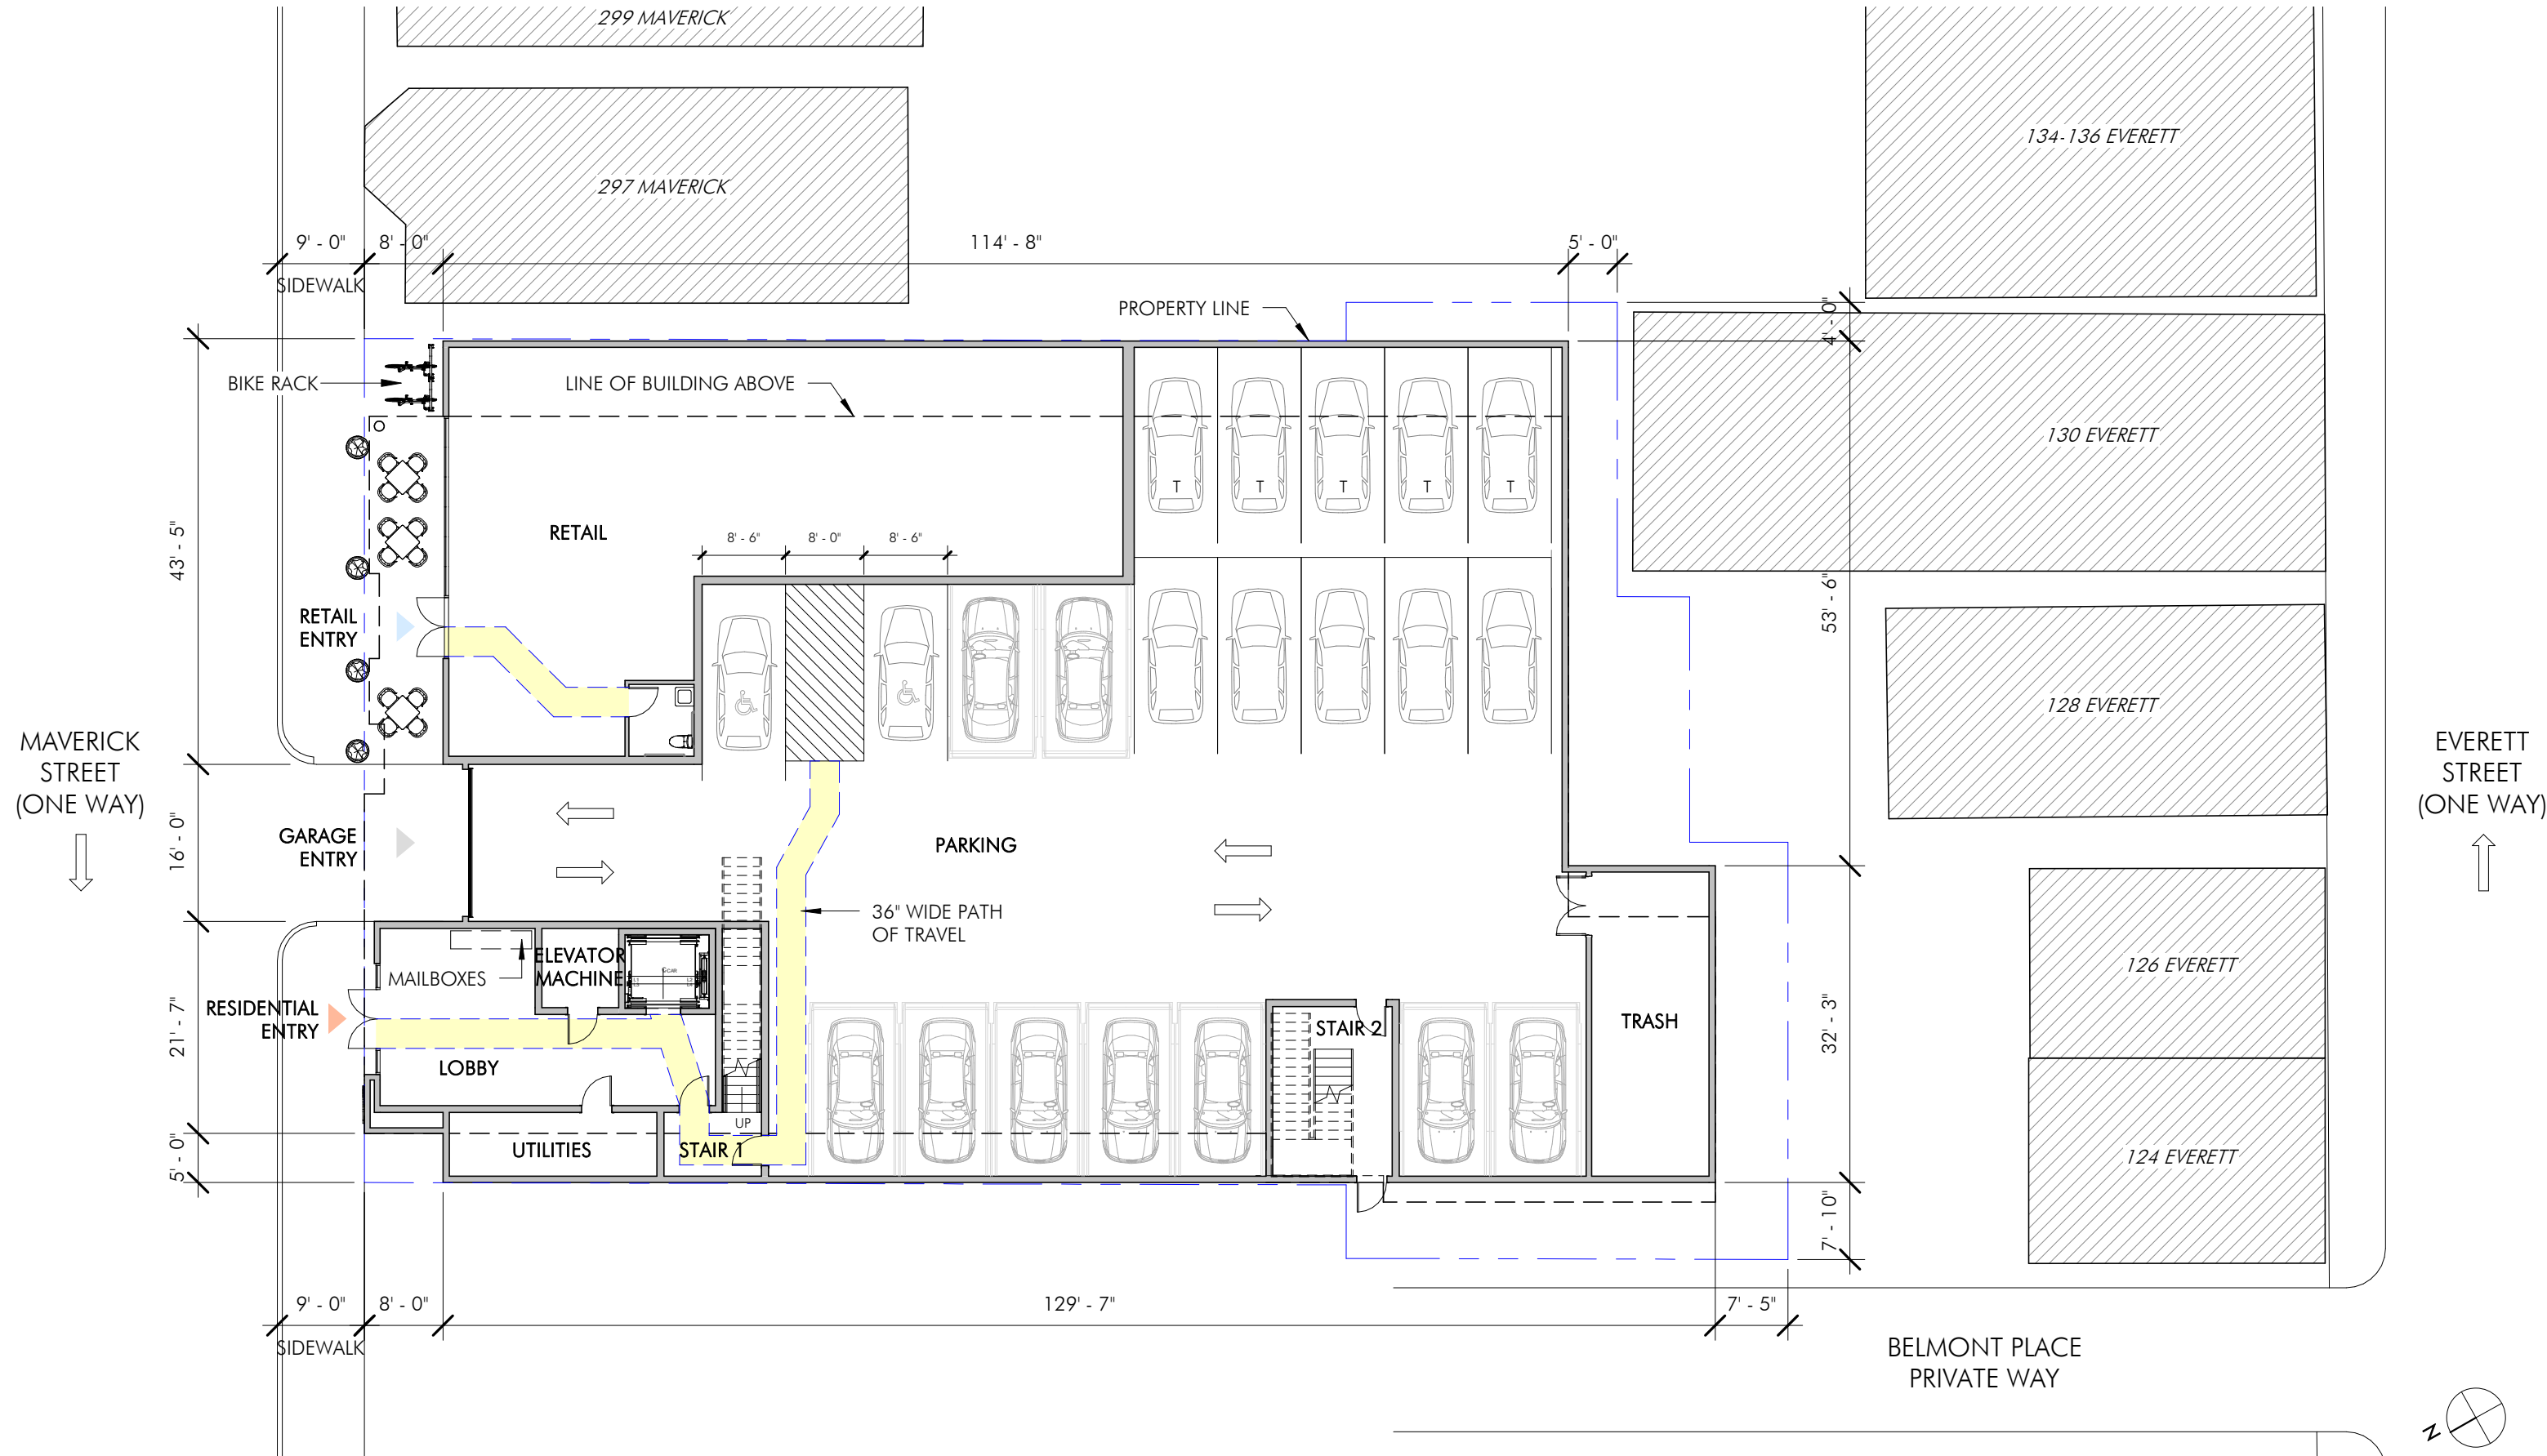 299 MAVERICK
134-136 EVERETT
297 MAVERICK
9' - 0"
8' - 0"
114' - 8"
5' - 0"
SIDEWALK
PROPERTY LINE
4' - 0"
BIKE RACK
LINE OF BUILDING ABOVE
130 EVERETT
T
T
T
T
T
43' - 5"
RETAIL
8' - 6"
8' - 0"
8' - 6"
53' - 6"
RETAIL
ENTRY
128 EVERETT
MAVERICK
STREET
(ONE WAY)
EVERETT
STREET
(ONE WAY)
GARAGE
ENTRY
16' - 0"
PARKING
36" WIDE PATH
OF TRAVEL
MAILBOXES
ELEVATOR
MACHINE
126 EVERETT
RESIDENTIAL
ENTRY
21' - 7"
LOBBY
STAIR 2
TRASH
32' - 3"
UP
5' - 0"
UTILITIES
STAIR 1
124 EVERETT
7' - 10"
9' - 0"
8' - 0"
129' - 7"
7' - 5"
SIDEWALK
BELMONT PLACE
PRIVATE WAY
N